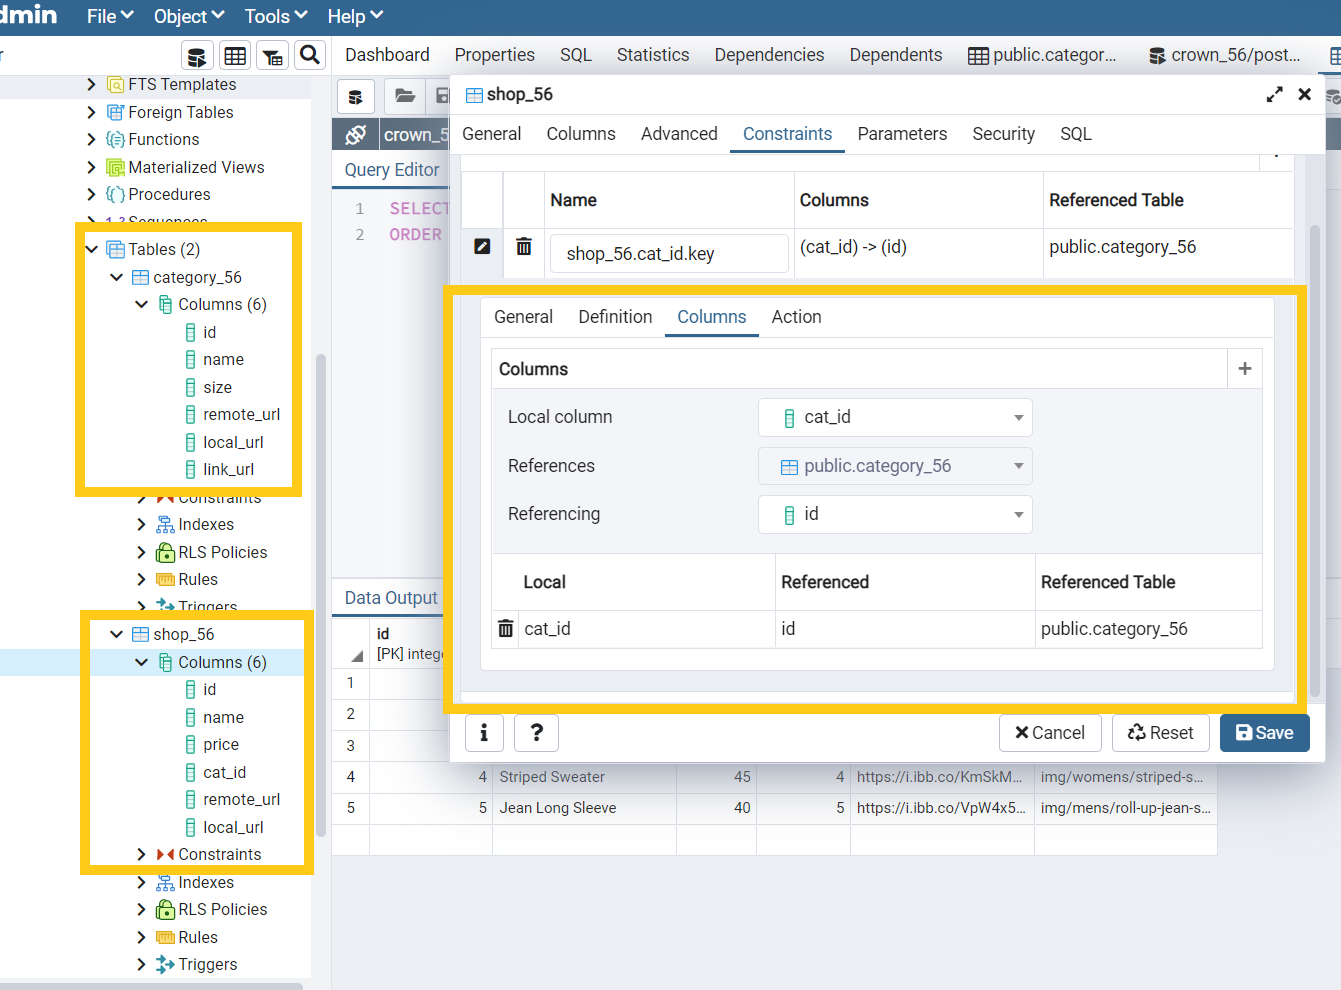 dmin File Object Tools Help
Dashboard Properties SQL Statistics Dependencies Dependents public.categor... crown_56/post...
FTS Templates
Foreign Tables
Functions
Materialized Views
Procedures
Sequences
Tables (2)
category_56
Columns (6)
id
name
size
remote_url
local_url
link_url
Constraints
Indexes
RLS Policies
Rules
Triggers
shop_56
Columns (6)
id
name
price
cat_id
remote_url
local_url
Constraints
Indexes
RLS Policies
Rules
Triggers
crown_5
Query Editor
1 SELECT
2 ORDER
shop_56
General Columns Advanced Constraints Parameters Security SQL
Name Columns Referenced Table
shop_56.cat_id.key (cat_id) -> (id) public.category_56
General Definition Columns Action
Columns +
Local column cat_id
References public.category_56
Referencing id
Local Referenced Referenced Table
cat_id id public.category_56
i ? Cancel Reset Save
Data Output
id
[PK] intege
1
2
3
4 4 Striped Sweater 45 4 https://i.ibb.co/KmSkM... img/womens/striped-s...
5 5 Jean Long Sleeve 40 5 https://i.ibb.co/VpW4x5... img/mens/roll-up-jean-s...